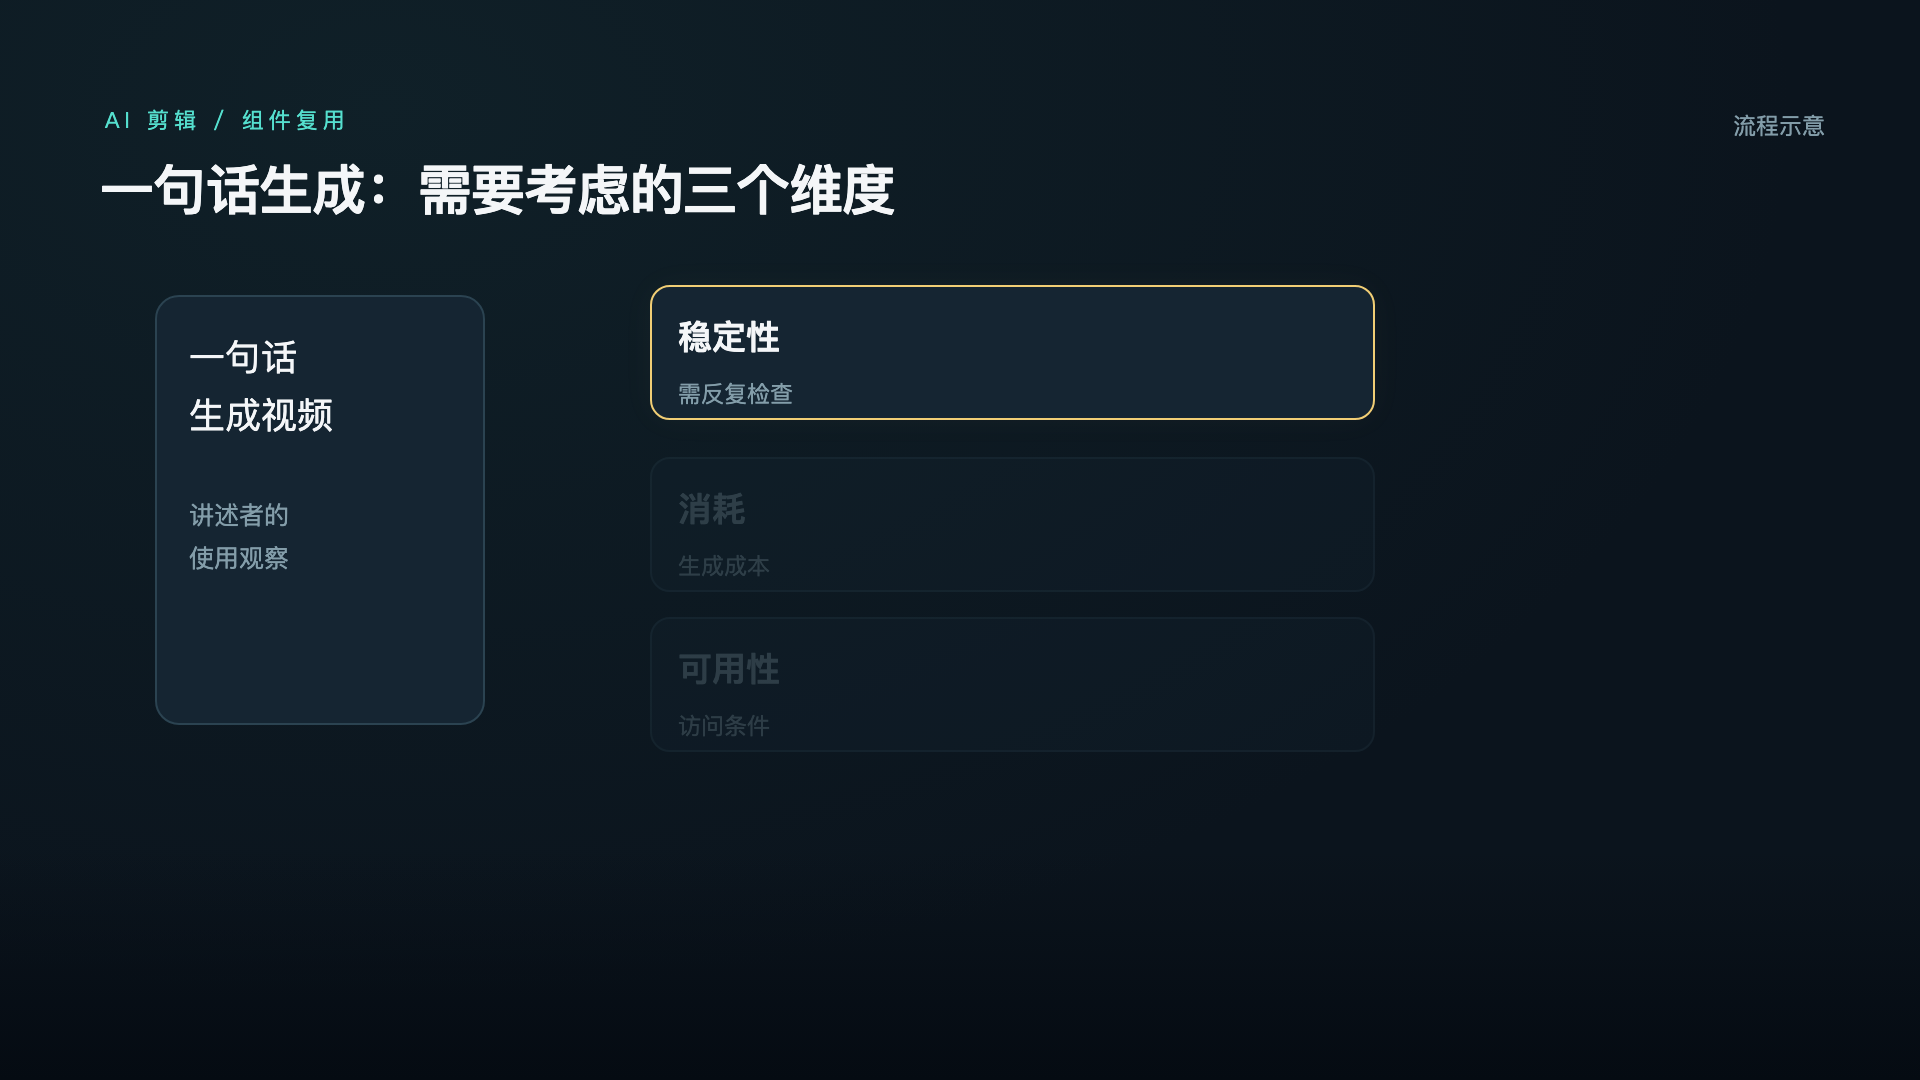 AI 剪辑 / 组件复用
流程示意
一句话生成：需要考虑的三个维度
一句话
生成视频
讲述者的
使用观察
稳定性
需反复检查
消耗
生成成本
可用性
访问条件